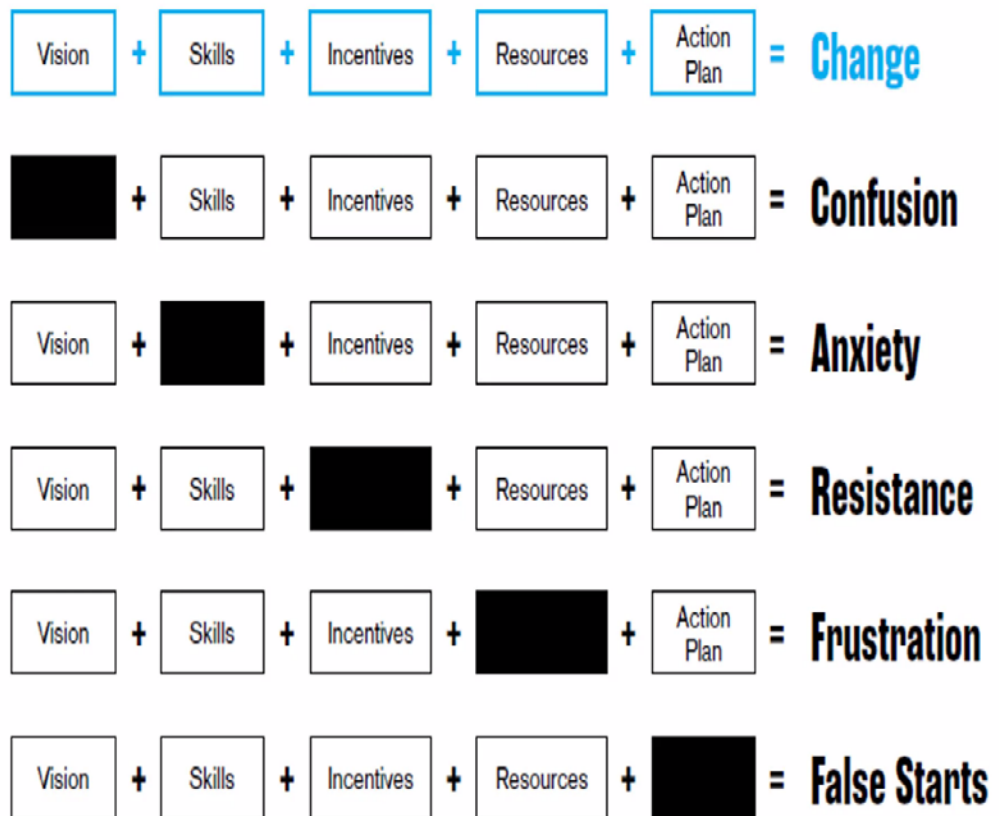 Vision + Skills + Incentives + Resources + Action Plan = Change
+ Skills + Incentives + Resources + Action Plan = Confusion
Vision + + Incentives + Resources + Action Plan = Anxiety
Vision + Skills + + Resources + Action Plan = Resistance
Vision + Skills + Incentives + + Action Plan = Frustration
Vision + Skills + Incentives + Resources + = False Starts